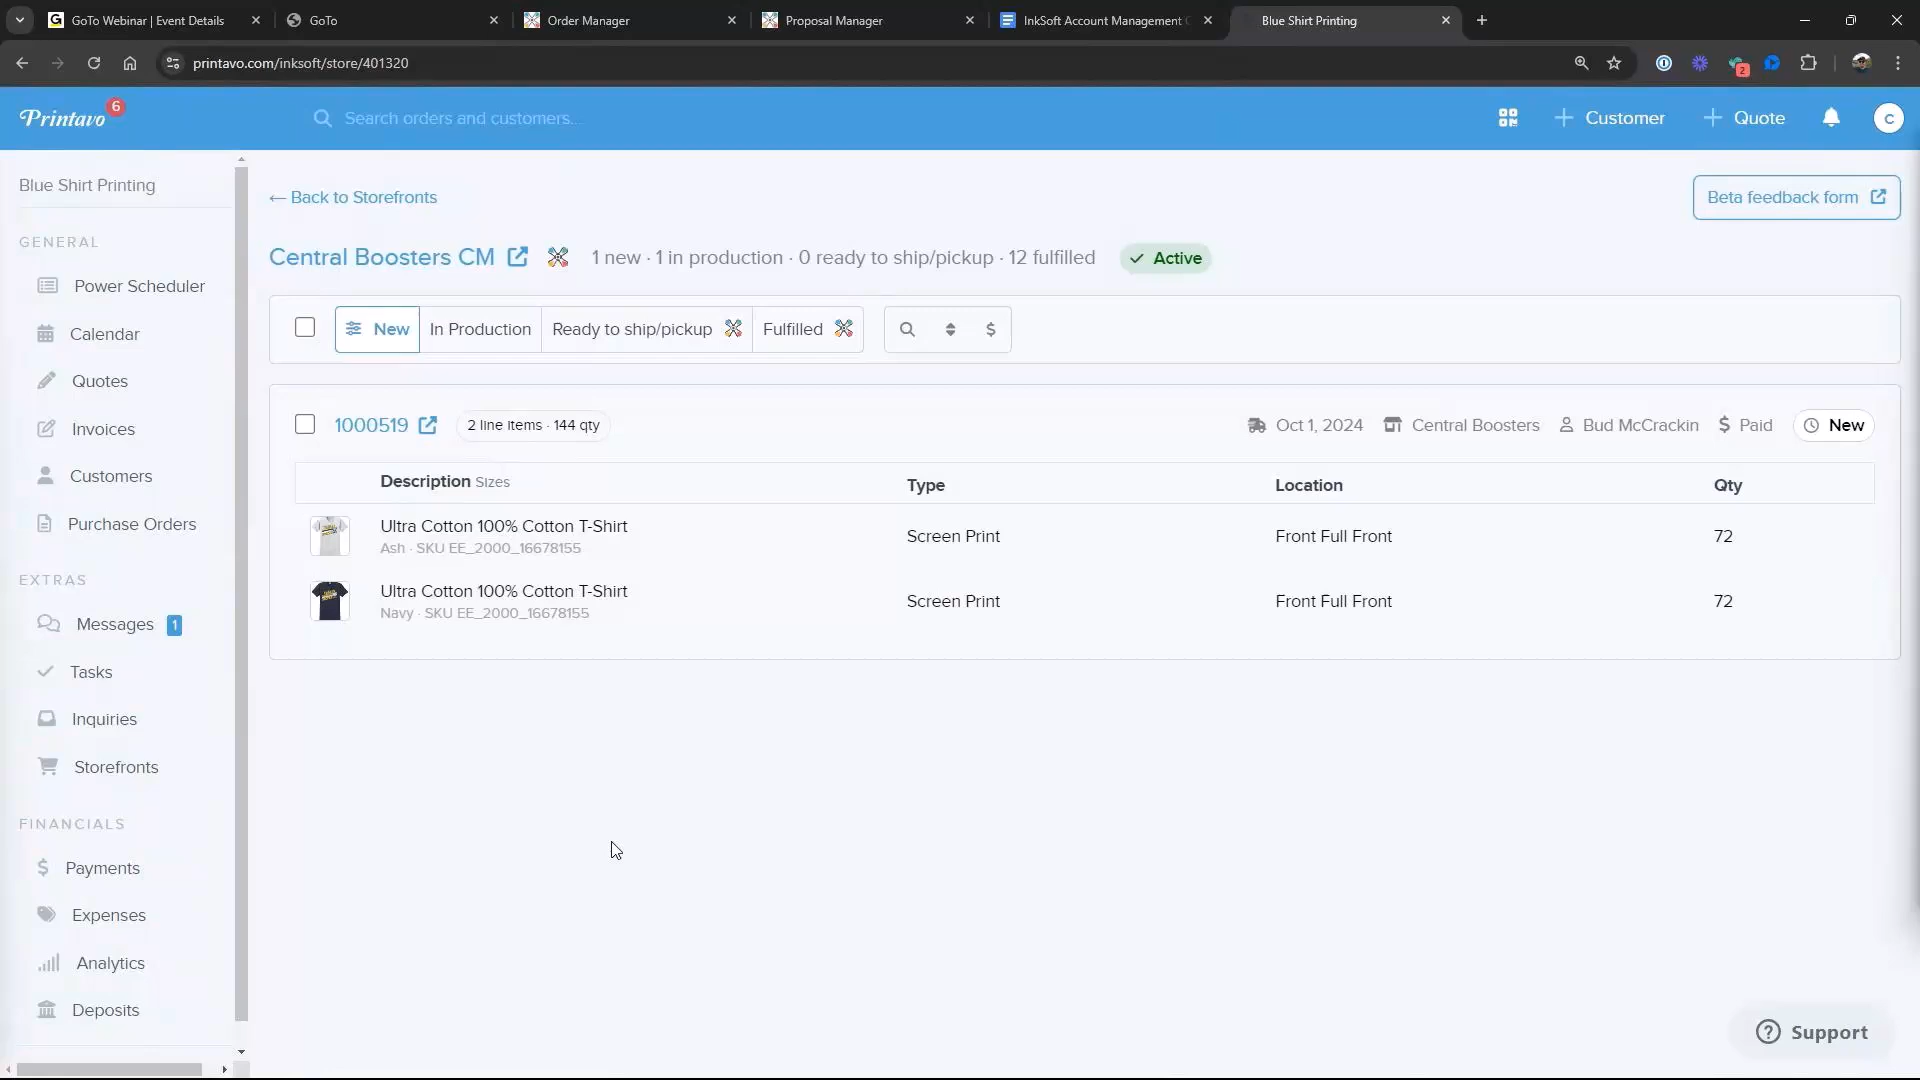 GoTo Webinar | Event Details
GoTo
Order Manager
Proposal Manager
InkSoft Account Management
Blue Shirt Printing
printavo.com/inksoft/store/401320
2
Printavo
6
Search orders and customers...
Customer
Quote
C
Blue Shirt Printing
GENERAL
Power Scheduler
Calendar
Quotes
Invoices
Customers
Purchase Orders
EXTRAS
Messages 1
Tasks
Inquiries
Storefronts
FINANCIALS
Payments
Expenses
Analytics
Deposits
← Back to Storefronts
Beta feedback form
Central Boosters CM
1 new · 1 in production · 0 ready to ship/pickup · 12 fulfilled
Active
New
In Production
Ready to ship/pickup
Fulfilled
$
1000519
2 line items · 144 qty
Oct 1, 2024
Central Boosters
Bud McCrackin
$ Paid
New
Description Sizes
Type
Location
Qty
Ultra Cotton 100% Cotton T-Shirt
Ash · SKU EE_2000_16678155
Screen Print
Front Full Front
72
Ultra Cotton 100% Cotton T-Shirt
Navy · SKU EE_2000_16678155
Screen Print
Front Full Front
72
Support